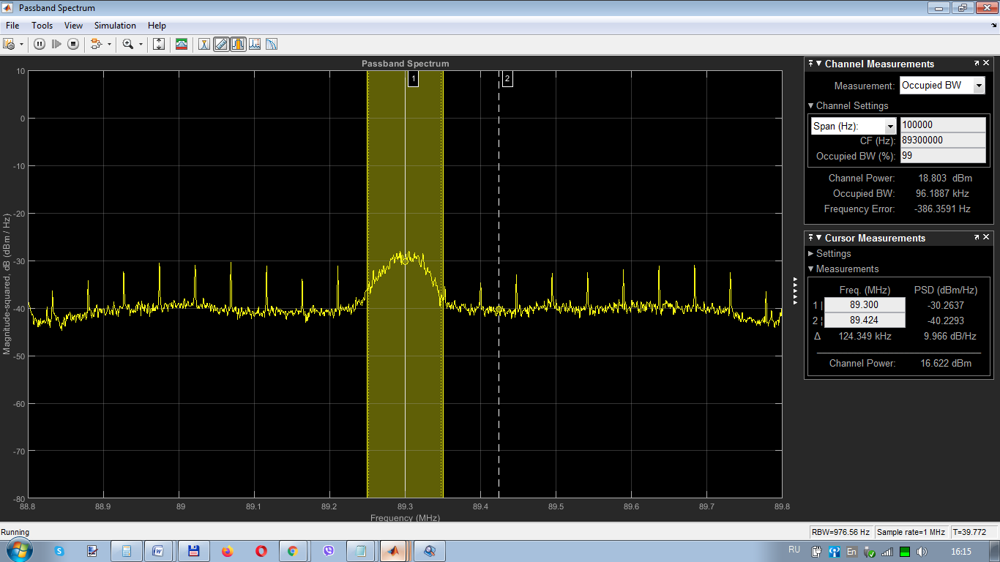 Passband Spectrum
File Tools View Simulation Help
Passband Spectrum
1
2
10
0
-10
-20
-30
-40
-50
-60
-70
-80
Magnitude-squared, dB (dBm / Hz)
88.8 88.9 89 89.1 89.2 89.3 89.4 89.5 89.6 89.7 89.8
Frequency (MHz)
Channel Measurements
Measurement: Occupied BW
Channel Settings
Span (Hz): 100000
CF (Hz): 89300000
Occupied BW (%): 99
Channel Power: 18.803 dBm
Occupied BW: 96.1887 kHz
Frequency Error: -386.3591 Hz
Cursor Measurements
Settings
Measurements
Freq. (MHz) PSD (dBm/Hz)
1 89.300 -30.2637
2 89.424 -40.2293
Δ 124.349 kHz 9.966 dB/Hz
Channel Power: 16.622 dBm
Running RBW=976.56 Hz Sample rate=1 MHz T=39.772
RU En 16:15